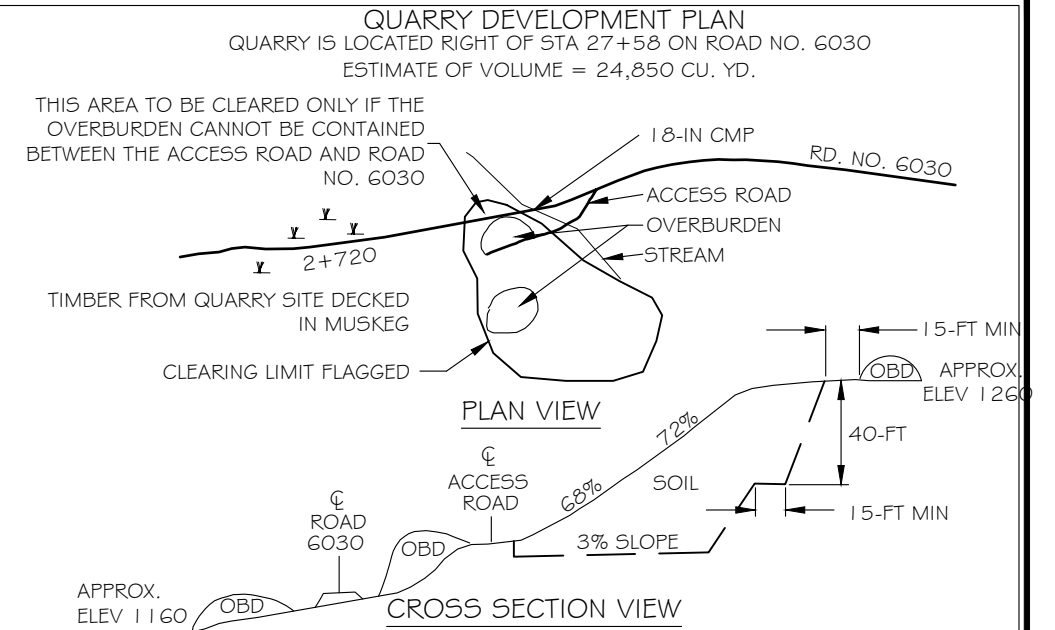 QUARRY DEVELOPMENT PLAN
QUARRY IS LOCATED RIGHT OF STA 27+58 ON ROAD NO. 6030
ESTIMATE OF VOLUME = 24,850 CU. YD.
THIS AREA TO BE CLEARED ONLY IF THE
OVERBURDEN CANNOT BE CONTAINED
BETWEEN THE ACCESS ROAD AND ROAD
NO. 6030
18-IN CMP
RD. NO. 6030
ACCESS ROAD
OVERBURDEN
STREAM
2+720
TIMBER FROM QUARRY SITE DECKED
IN MUSKEG
CLEARING LIMIT FLAGGED
PLAN VIEW
15-FT MIN
OBD
APPROX.
ELEV 1260
40-FT
72%
68%
SOIL
15-FT MIN
3% SLOPE
℄
ACCESS
ROAD
℄
ROAD
6030
OBD
APPROX.
ELEV 1160
OBD
CROSS SECTION VIEW